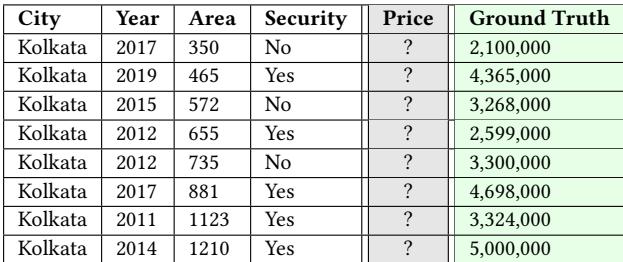 City Year Area Security Price Ground Truth
Kolkata 2017 350 No ? 2,100,000
Kolkata 2019 465 Yes ? 4,365,000
Kolkata 2015 572 No ? 3,268,000
Kolkata 2012 655 Yes ? 2,599,000
Kolkata 2012 735 No ? 3,300,000
Kolkata 2017 881 Yes ? 4,698,000
Kolkata 2011 1123 Yes ? 3,324,000
Kolkata 2014 1210 Yes ? 5,000,000